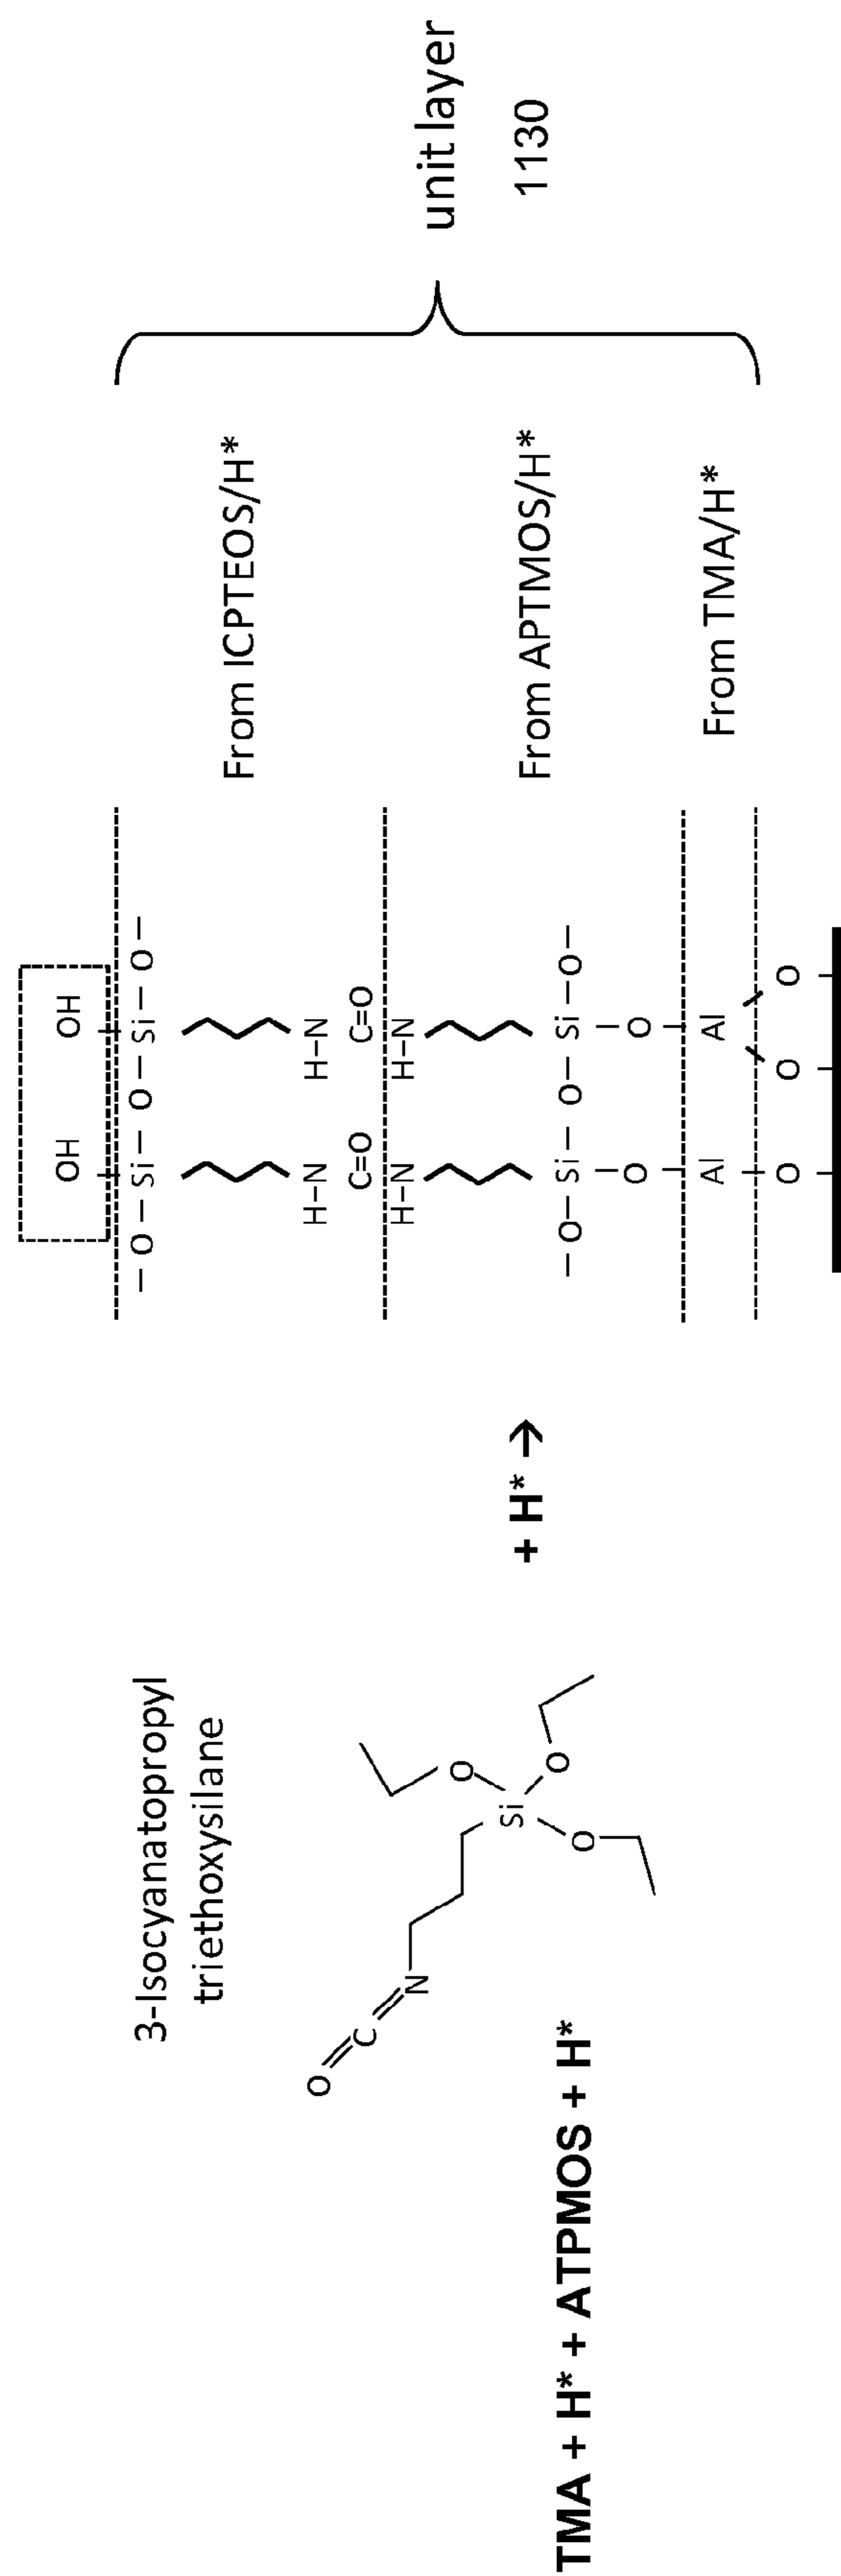 3-Isocyanatopropyl
triethoxysilane
O
C
N
O
Si
O
O
TMA + H* + ATPMOS + H*
+ H* →
OH OH
– O – Si – O – Si – O –
H–N H–N
C=O C=O
H–N H–N
– O – Si – O – Si – O –
O O
Al Al
O O O
From ICPTEOS/H*
From APTMOS/H*
From TMA/H*
unit layer
1130